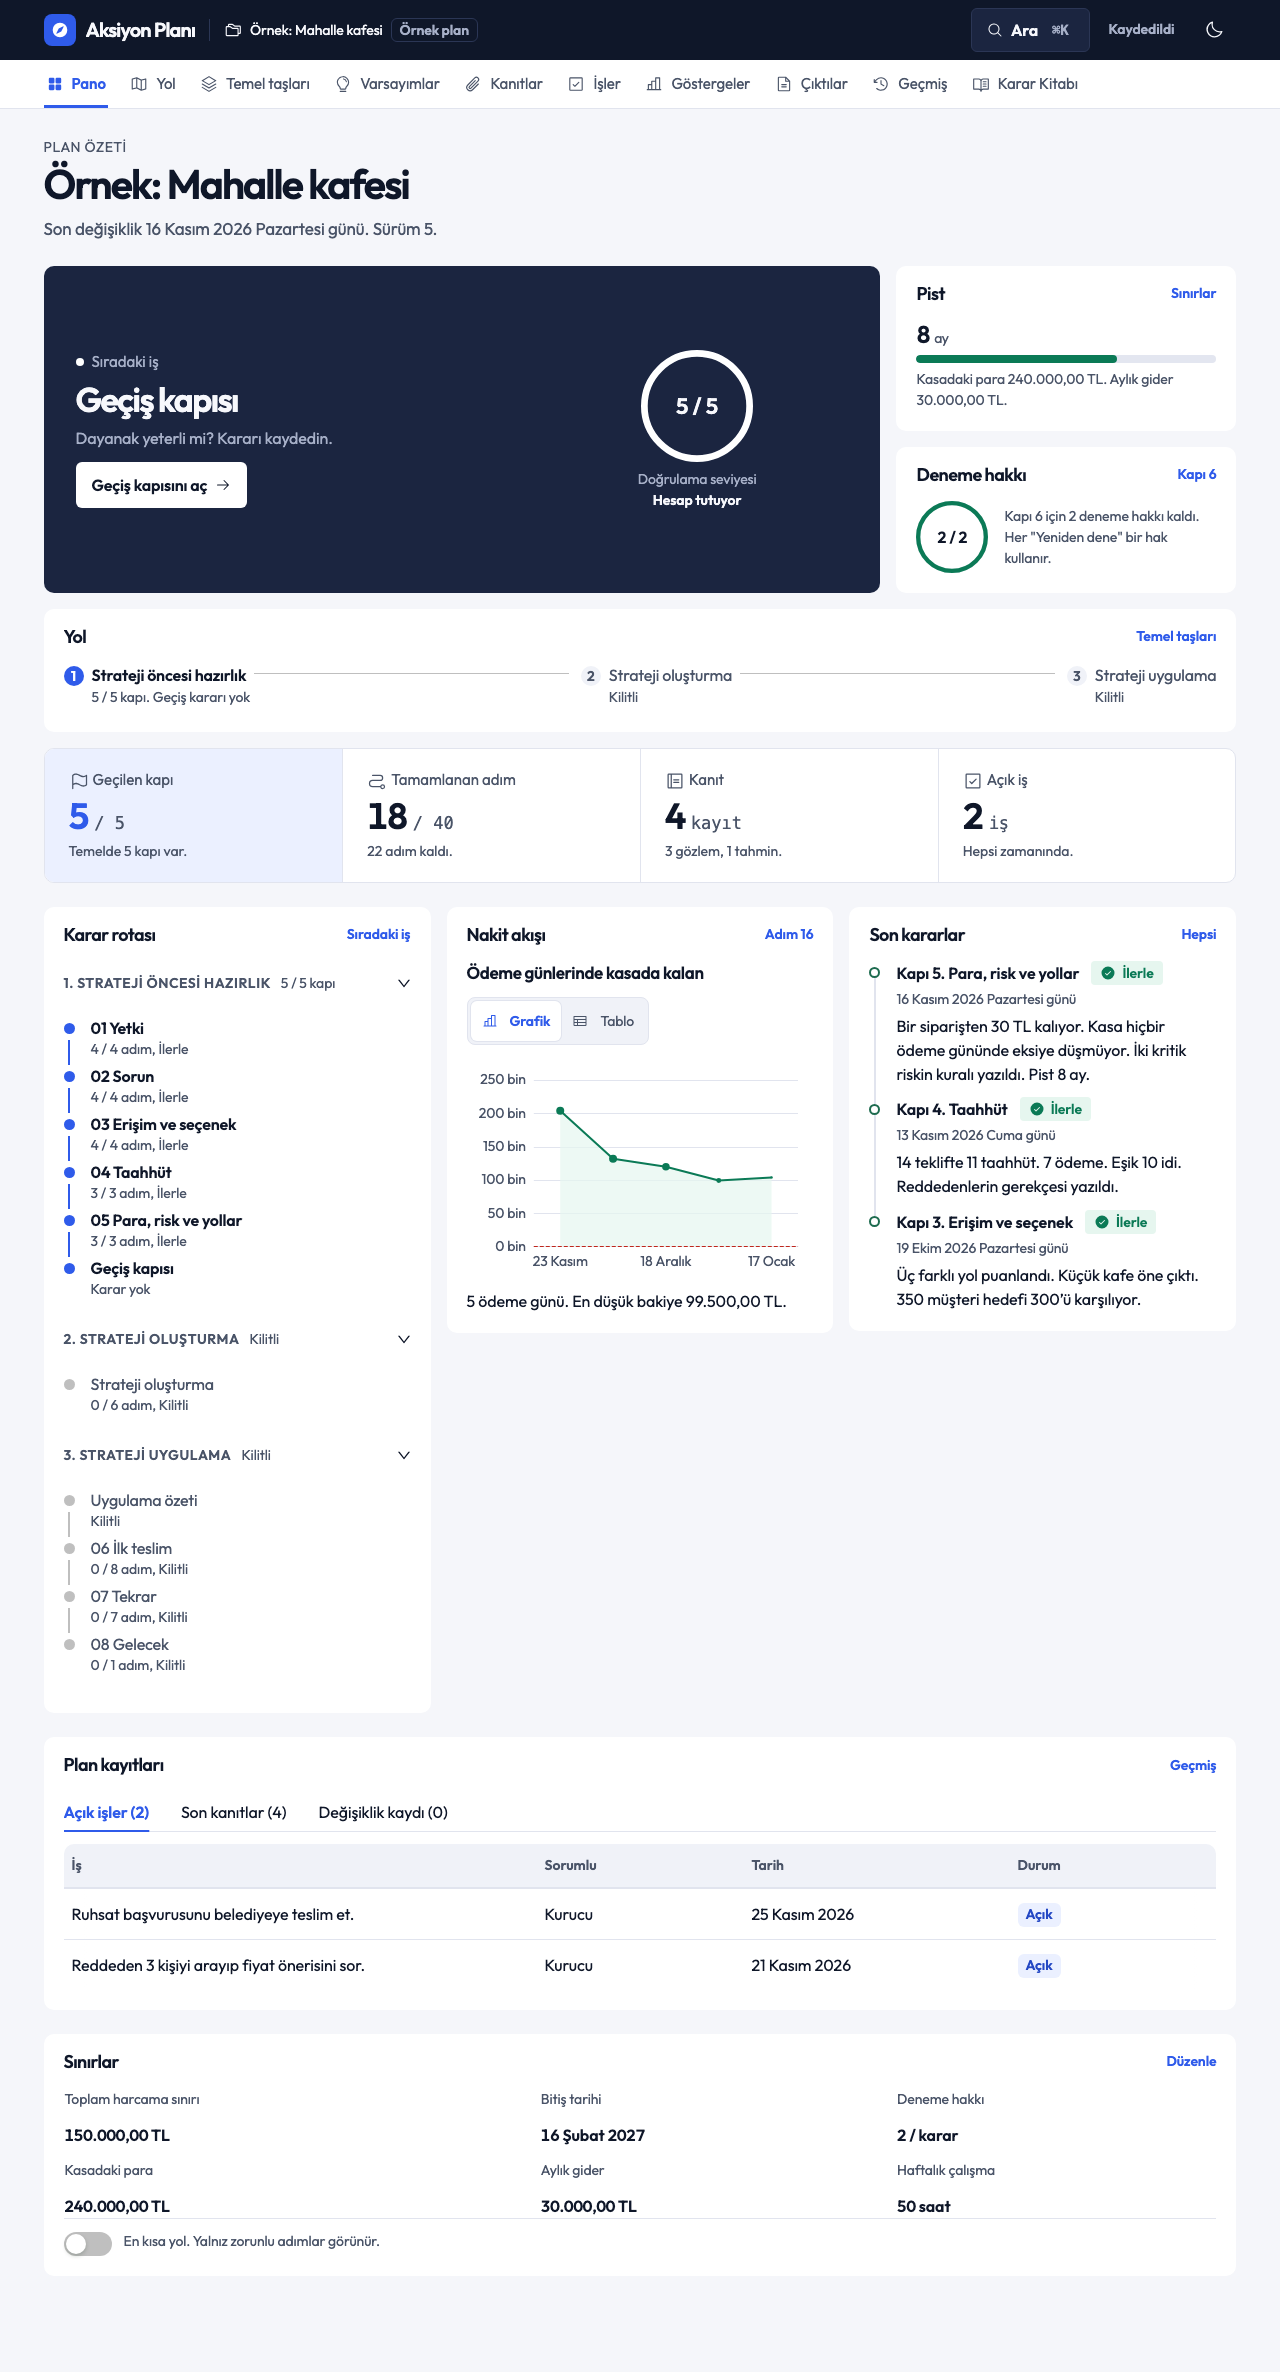 Aksiyon Planı
Örnek: Mahalle kafesi
Örnek plan
Ara ⌘K
Kaydedildi
Pano
Yol
Temel taşları
Varsayımlar
Kanıtlar
İşler
Göstergeler
Çıktılar
Geçmiş
Karar Kitabı
PLAN ÖZETİ
Örnek: Mahalle kafesi
Son değişiklik 16 Kasım 2026 Pazartesi günü. Sürüm 5.
Sıradaki iş
Geçiş kapısı
Dayanak yeterli mi? Kararı kaydedin.
Geçiş kapısını aç
5 / 5
Doğrulama seviyesi
Hesap tutuyor
Pist
Sınırlar
8 ay
Kasadaki para 240.000,00 TL. Aylık gider
30.000,00 TL.
Deneme hakkı
Kapı 6
2 / 2
Kapı 6 için 2 deneme hakkı kaldı.
Her "Yeniden dene" bir hak
kullanır.
Yol
Temel taşları
1 Strateji öncesi hazırlık
5 / 5 kapı. Geçiş kararı yok
2 Strateji oluşturma
Kilitli
3 Strateji uygulama
Kilitli
Geçilen kapı
5 / 5
Temelde 5 kapı var.
Tamamlanan adım
18 / 40
22 adım kaldı.
Kanıt
4 kayıt
3 gözlem, 1 tahmin.
Açık iş
2 iş
Hepsi zamanında.
Karar rotası
Sıradaki iş
1. STRATEJİ ÖNCESİ HAZIRLIK 5 / 5 kapı
01 Yetki
4 / 4 adım, İlerle
02 Sorun
4 / 4 adım, İlerle
03 Erişim ve seçenek
4 / 4 adım, İlerle
04 Taahhüt
3 / 3 adım, İlerle
05 Para, risk ve yollar
3 / 3 adım, İlerle
Geçiş kapısı
Karar yok
2. STRATEJİ OLUŞTURMA Kilitli
Strateji oluşturma
0 / 6 adım, Kilitli
3. STRATEJİ UYGULAMA Kilitli
Uygulama özeti
Kilitli
06 İlk teslim
0 / 8 adım, Kilitli
07 Tekrar
0 / 7 adım, Kilitli
08 Gelecek
0 / 1 adım, Kilitli
Nakit akışı
Adım 16
Ödeme günlerinde kasada kalan
Grafik
Tablo
250 bin
200 bin
150 bin
100 bin
50 bin
0 bin
23 Kasım
18 Aralık
17 Ocak
5 ödeme günü. En düşük bakiye 99.500,00 TL.
Son kararlar
Hepsi
Kapı 5. Para, risk ve yollar
İlerle
16 Kasım 2026 Pazartesi günü
Bir siparişten 30 TL kalıyor. Kasa hiçbir
ödeme gününde eksiye düşmüyor. İki kritik
riskin kuralı yazıldı. Pist 8 ay.
Kapı 4. Taahhüt
İlerle
13 Kasım 2026 Cuma günü
14 teklifte 11 taahhüt. 7 ödeme. Eşik 10 idi.
Reddedenlerin gerekçesi yazıldı.
Kapı 3. Erişim ve seçenek
İlerle
19 Ekim 2026 Pazartesi günü
Üç farklı yol puanlandı. Küçük kafe öne çıktı.
350 müşteri hedefi 300’ü karşılıyor.
Plan kayıtları
Geçmiş
Açık işler (2)
Son kanıtlar (4)
Değişiklik kaydı (0)
İş
Sorumlu
Tarih
Durum
Ruhsat başvurusunu belediyeye teslim et.
Kurucu
25 Kasım 2026
Açık
Reddeden 3 kişiyi arayıp fiyat önerisini sor.
Kurucu
21 Kasım 2026
Açık
Sınırlar
Düzenle
Toplam harcama sınırı
150.000,00 TL
Bitiş tarihi
16 Şubat 2027
Deneme hakkı
2 / karar
Kasadaki para
240.000,00 TL
Aylık gider
30.000,00 TL
Haftalık çalışma
50 saat
En kısa yol. Yalnız zorunlu adımlar görünür.